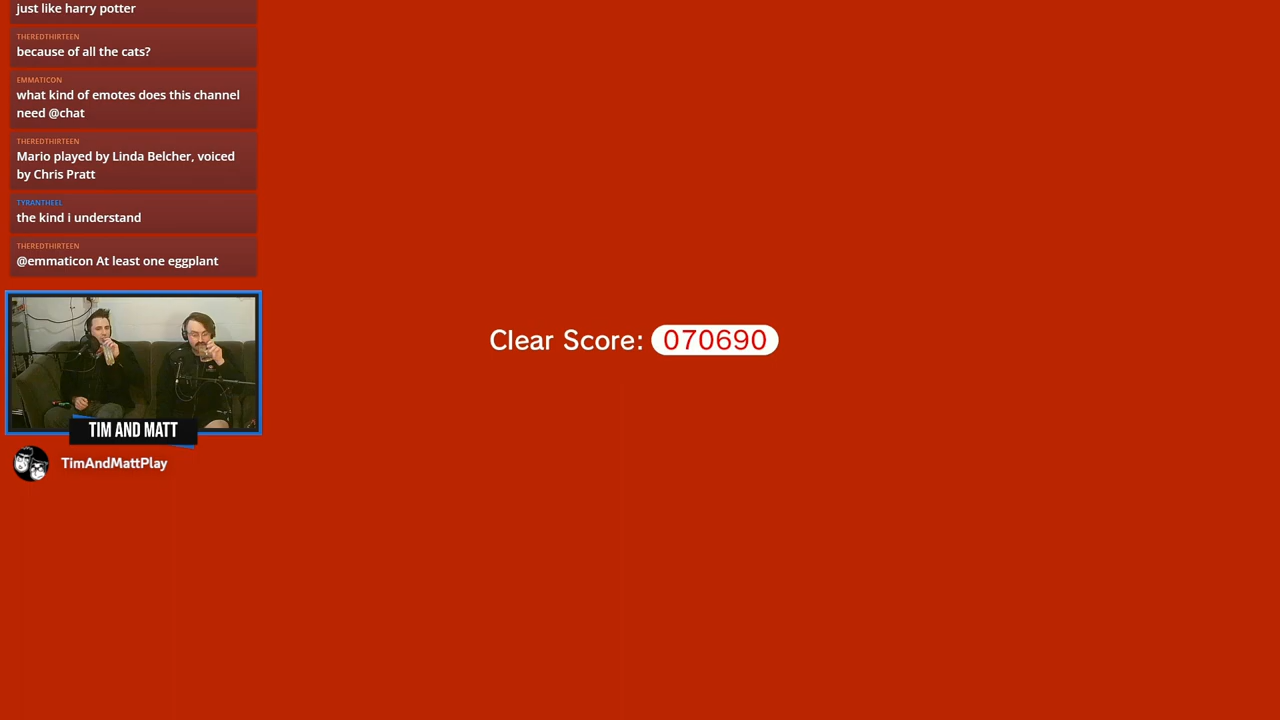 just like harry potter
THEREDTHIRTEEN
because of all the cats?
EMMATICON
what kind of emotes does this channel
need @chat
THEREDTHIRTEEN
Mario played by Linda Belcher, voiced
by Chris Pratt
TYRANTHEEL
the kind i understand
THEREDTHIRTEEN
@emmaticon At least one eggplant
Clear Score: 070690
TIM AND MATT
TimAndMattPlay